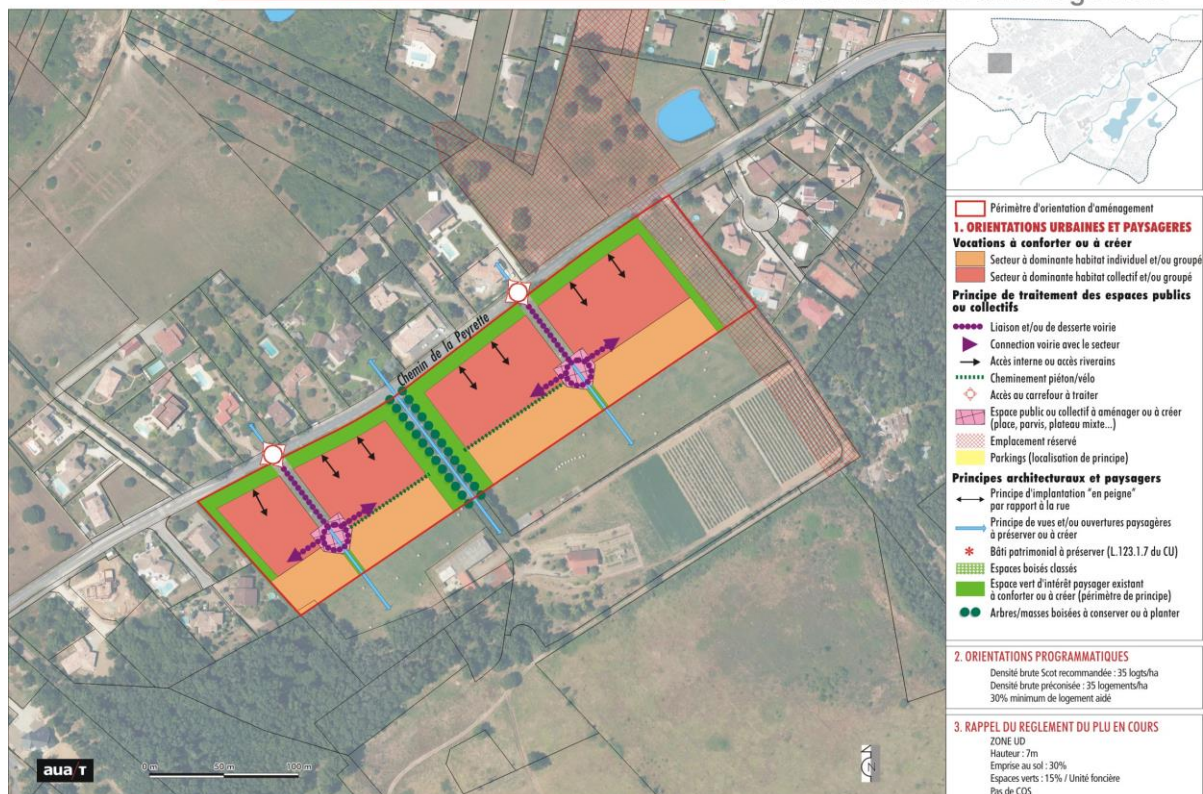 Chemin de la Peyrette
Périmètre d'orientation d'aménagement
1. ORIENTATIONS URBAINES ET PAYSAGERES
Vocations à conforter ou à créer
Secteur à dominante habitat individuel et/ou groupé
Secteur à dominante habitat collectif et/ou groupé
Principe de traitement des espaces publics
ou collectifs
Liaison et/ou de desserte voirie
Connection voirie avec le secteur
Accès interne ou accès riverains
Cheminement piéton/vélo
Accès au carrefour à traiter
Espace public ou collectif à aménager ou à créer
(place, parvis, plateau mixte...)
Emplacement réservé
Parkings (localisation de principe)
Principes architecturaux et paysagers
Principe d'implantation "en peigne"
par rapport à la rue
Principe de vues et/ou ouvertures paysagères
à préserver ou à créer
Bâti patrimonial à préserver (L.123.1.7 du CU)
Espaces boisés classés
Espace vert d'intérêt paysager existant
à conforter ou à créer (périmètre de principe)
Arbres/masses boisées à conserver ou à planter
2. ORIENTATIONS PROGRAMMATIQUES
Densité brute Scot recommandée : 35 logts/ha
Densité brute préconisée : 35 logements/ha
30% minimum de logement aidé
3. RAPPEL DU REGLEMENT DU PLU EN COURS
ZONE UD
Hauteur : 7m
Emprise au sol : 30%
Espaces verts : 15% / Unité foncière
Pas de COS
aua/T
0 m 50 m 100 m
N